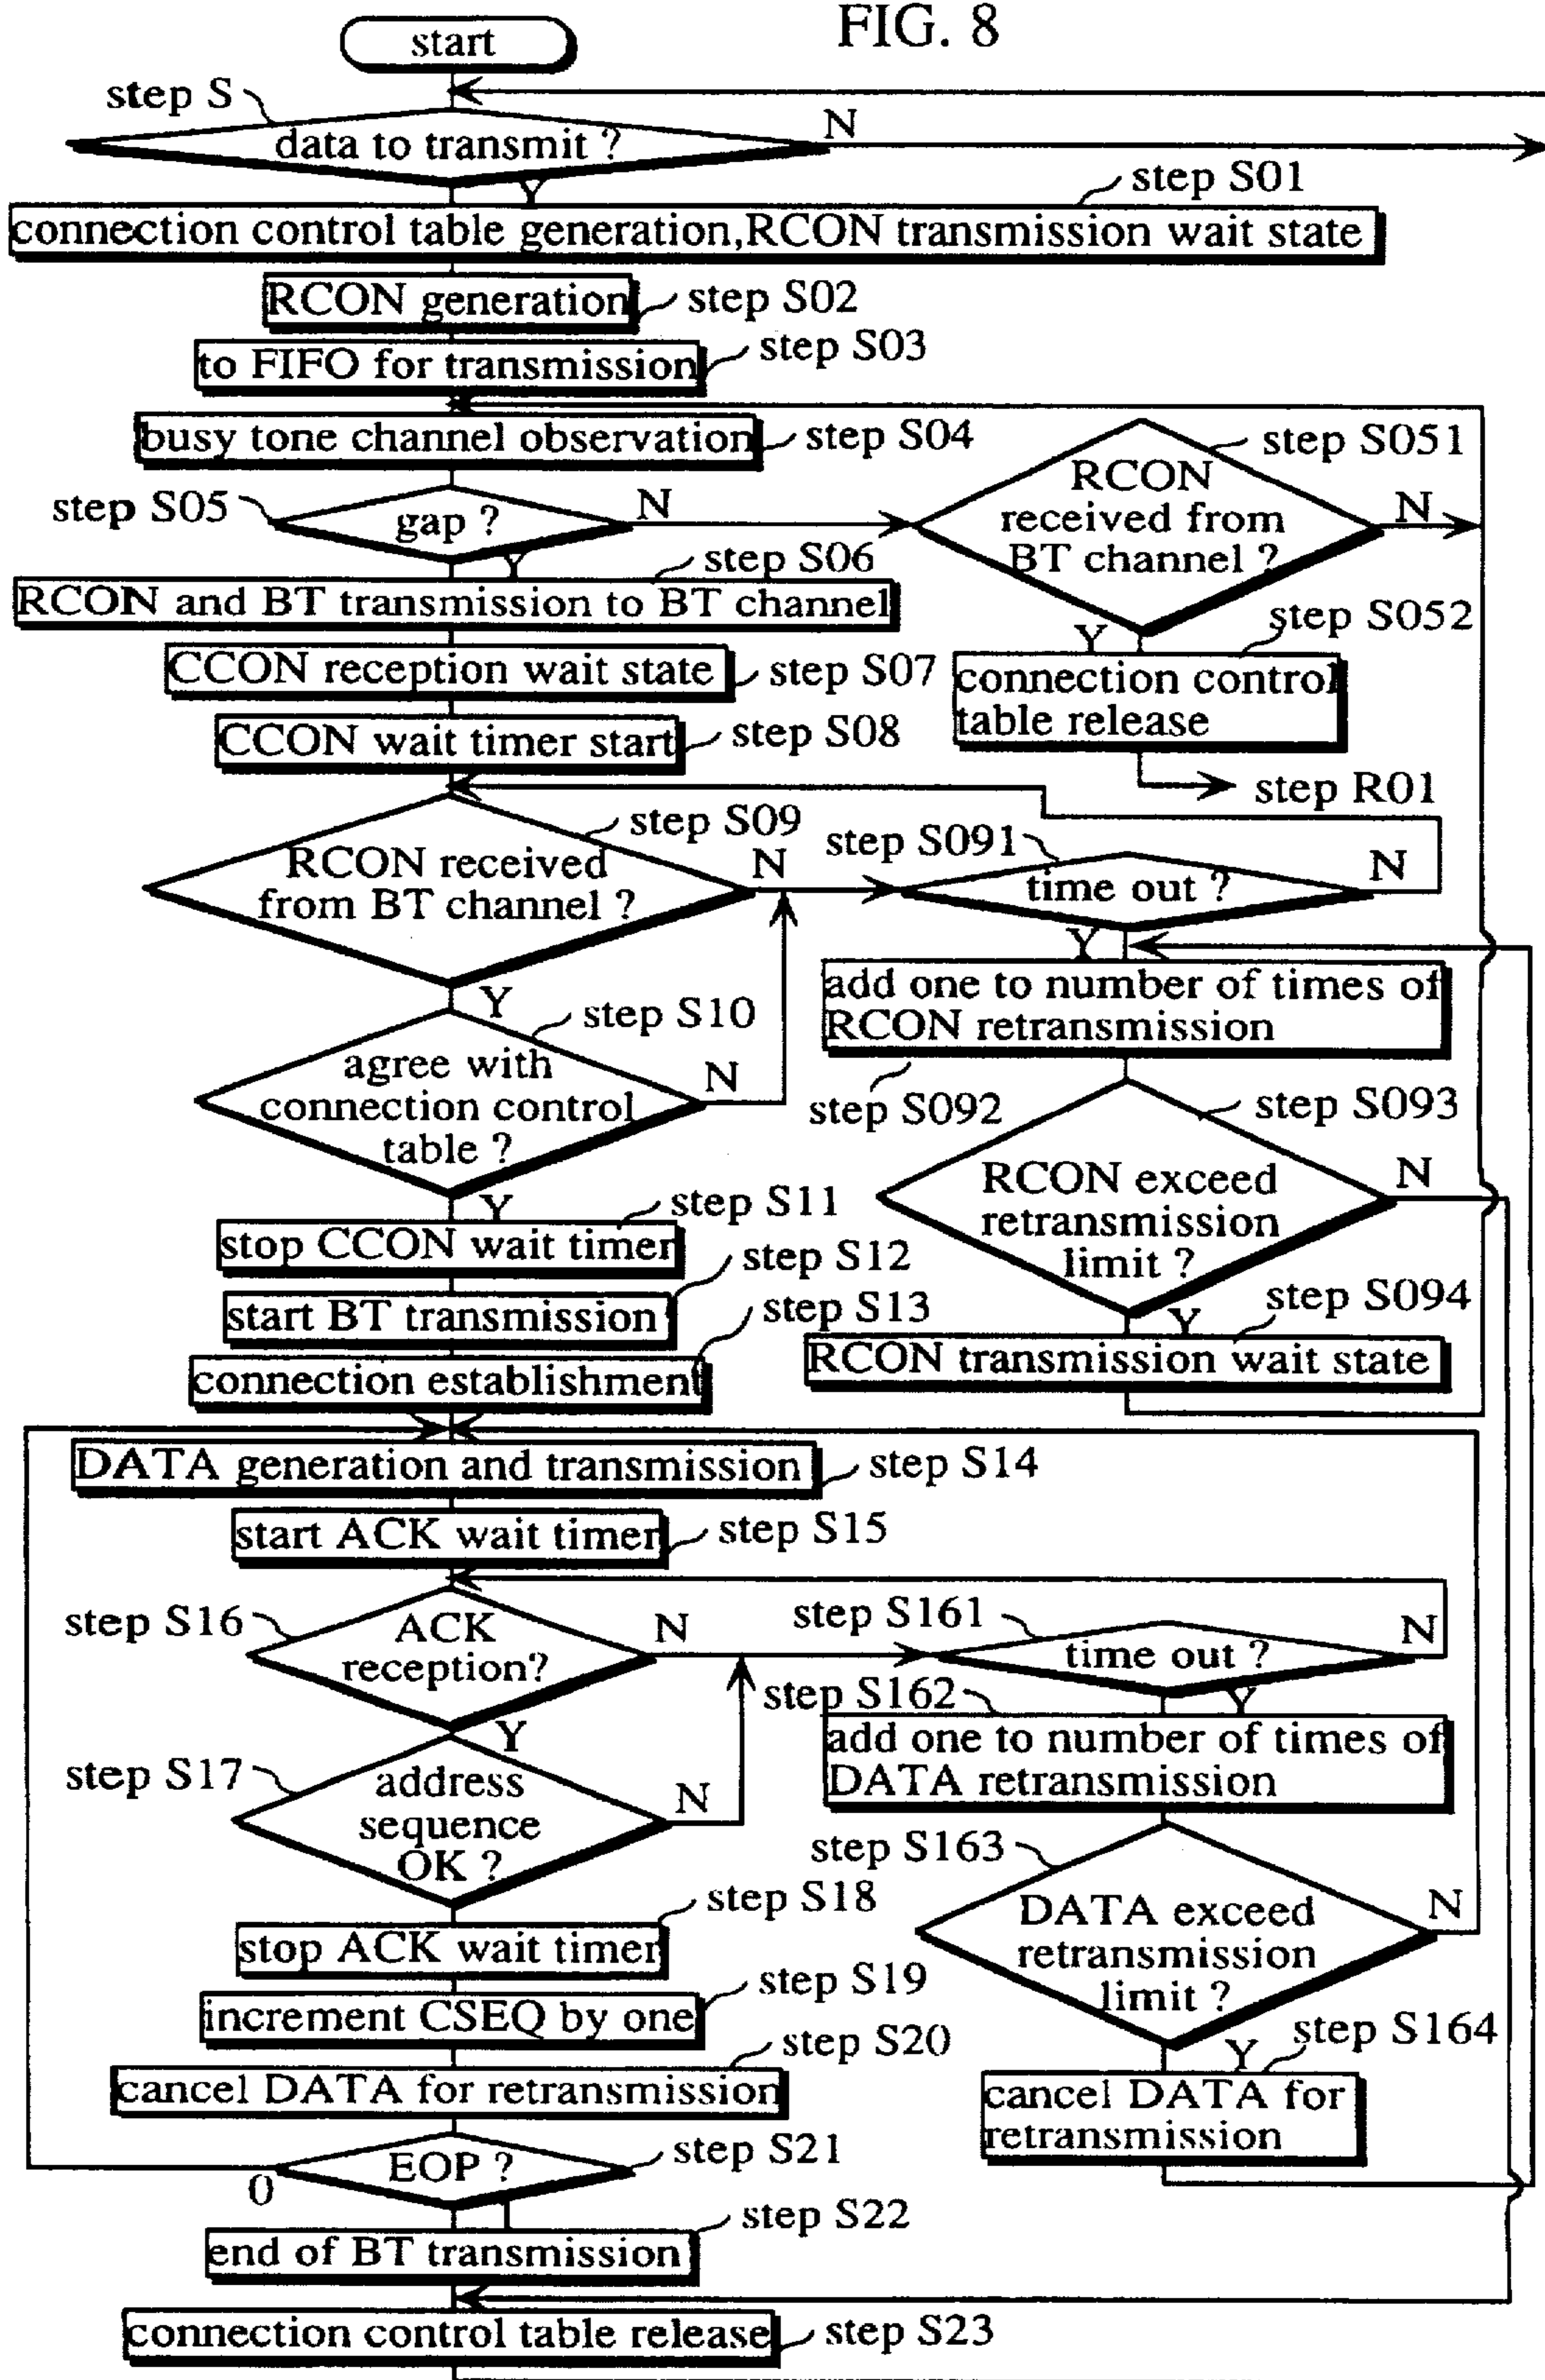 FIG. 8
start
step S
data to transmit ?
N
Y
step S01
connection control table generation,RCON transmission wait state
RCON generation
step S02
to FIFO for transmission
step S03
busy tone channel observation
step S04
step S051
RCON
received from
BT channel ?
N
step S05
gap ?
N
Y
step S06
RCON and BT transmission to BT channel
Y
step S052
connection control
table release
CCON reception wait state
step S07
CCON wait timer start
step S08
step R01
step S09
RCON received
from BT channel ?
N
step S091
time out ?
N
Y
Y
add one to number of times of
RCON retransmission
step S092
step S10
agree with
connection control
table ?
N
step S093
RCON exceed
retransmission
limit ?
N
Y
step S11
stop CCON wait timer
step S12
start BT transmission
step S13
connection establishment
Y
step S094
RCON transmission wait state
DATA generation and transmission
step S14
start ACK wait timer
step S15
step S16
ACK
reception?
N
step S161
time out ?
N
Y
Y
step S162
add one to number of times of
DATA retransmission
step S17
address
sequence
OK ?
N
step S163
DATA exceed
retransmission
limit ?
N
step S18
stop ACK wait timer
step S19
increment CSEQ by one
step S20
cancel DATA for retransmission
Y
step S164
cancel DATA for
retransmission
EOP ?
step S21
0
step S22
end of BT transmission
connection control table release
step S23